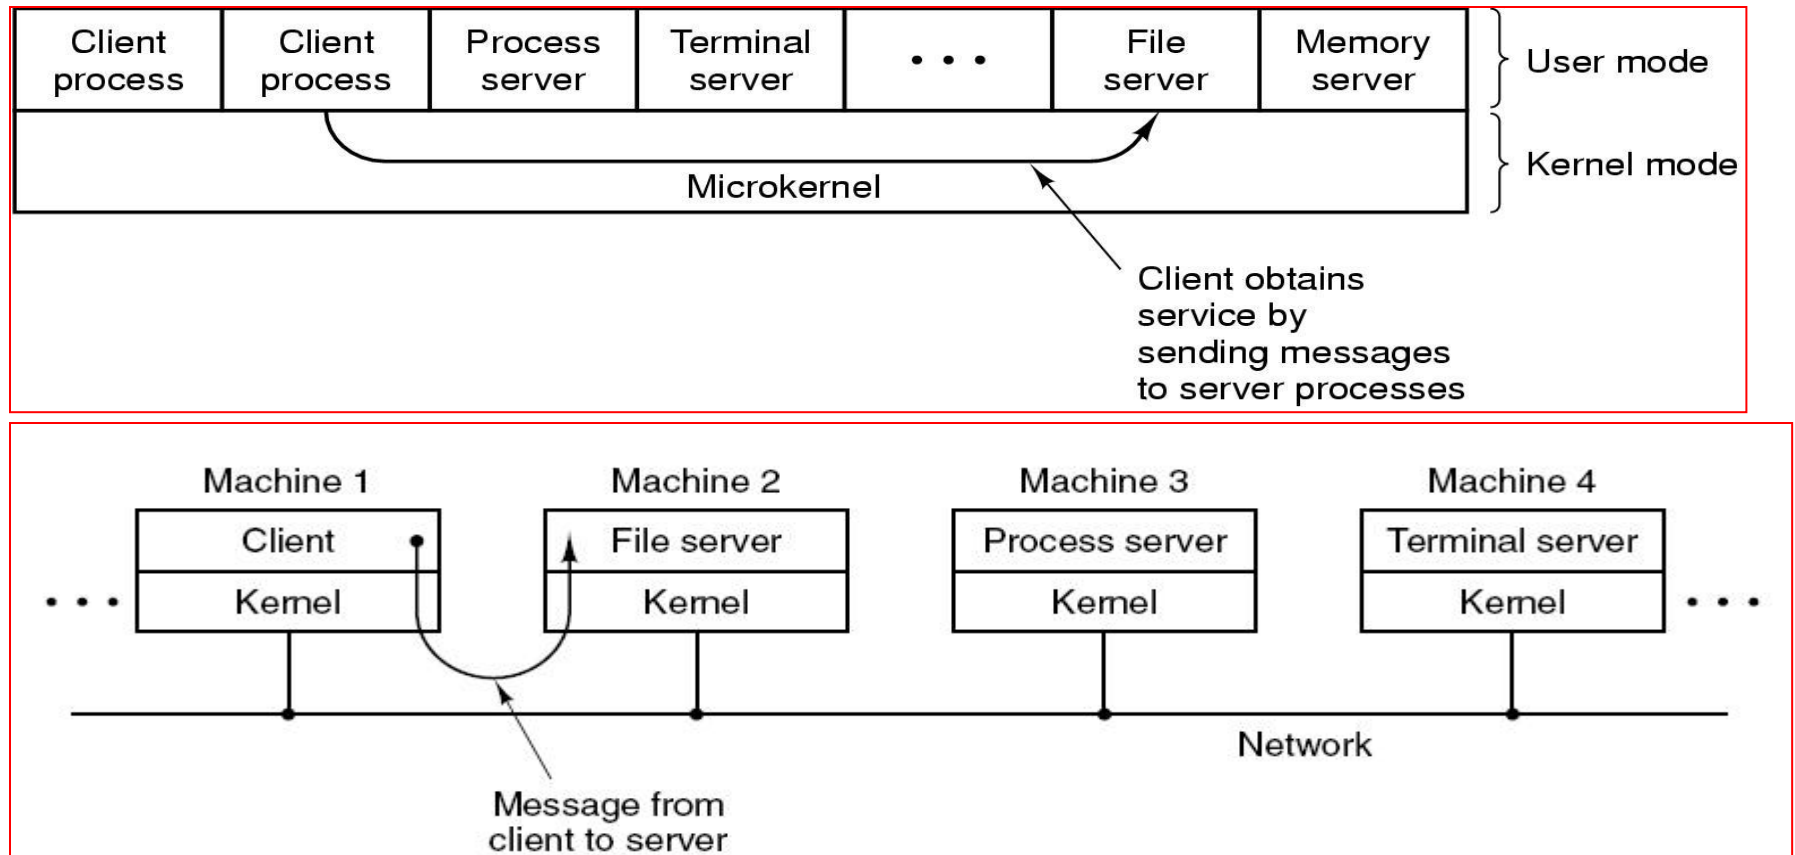 Client process
Client process
Process server
Terminal server
• • •
File server
Memory server
User mode
Microkernel
Kernel mode
Client obtains
service by
sending messages
to server processes
Machine 1
Machine 2
Machine 3
Machine 4
Client
File server
Process server
Terminal server
• • •
Kernel
Kernel
Kernel
Kernel
• • •
Network
Message from
client to server